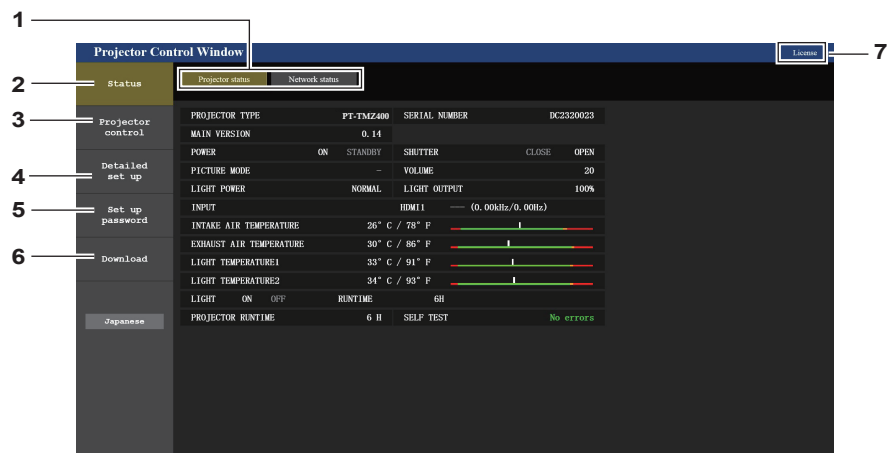 1
Projector Control Window
License
7
2
Status
Projector status
Network status
3
Projector control
4
Detailed set up
5
Set up password
6
Download
Japanese
PROJECTOR TYPE PT-TMZ400 SERIAL NUMBER DC2320023
MAIN VERSION 0.14
POWER ON STANDBY SHUTTER CLOSE OPEN
PICTURE MODE – VOLUME 20
LIGHT POWER NORMAL LIGHT OUTPUT 100%
INPUT HDMI1 ––– (0.00kHz/0.00Hz)
INTAKE AIR TEMPERATURE 26° C / 78° F
EXHAUST AIR TEMPERATURE 30° C / 86° F
LIGHT TEMPERATURE1 33° C / 91° F
LIGHT TEMPERATURE2 34° C / 93° F
LIGHT ON OFF RUNTIME 6H
PROJECTOR RUNTIME 6 H SELF TEST No errors